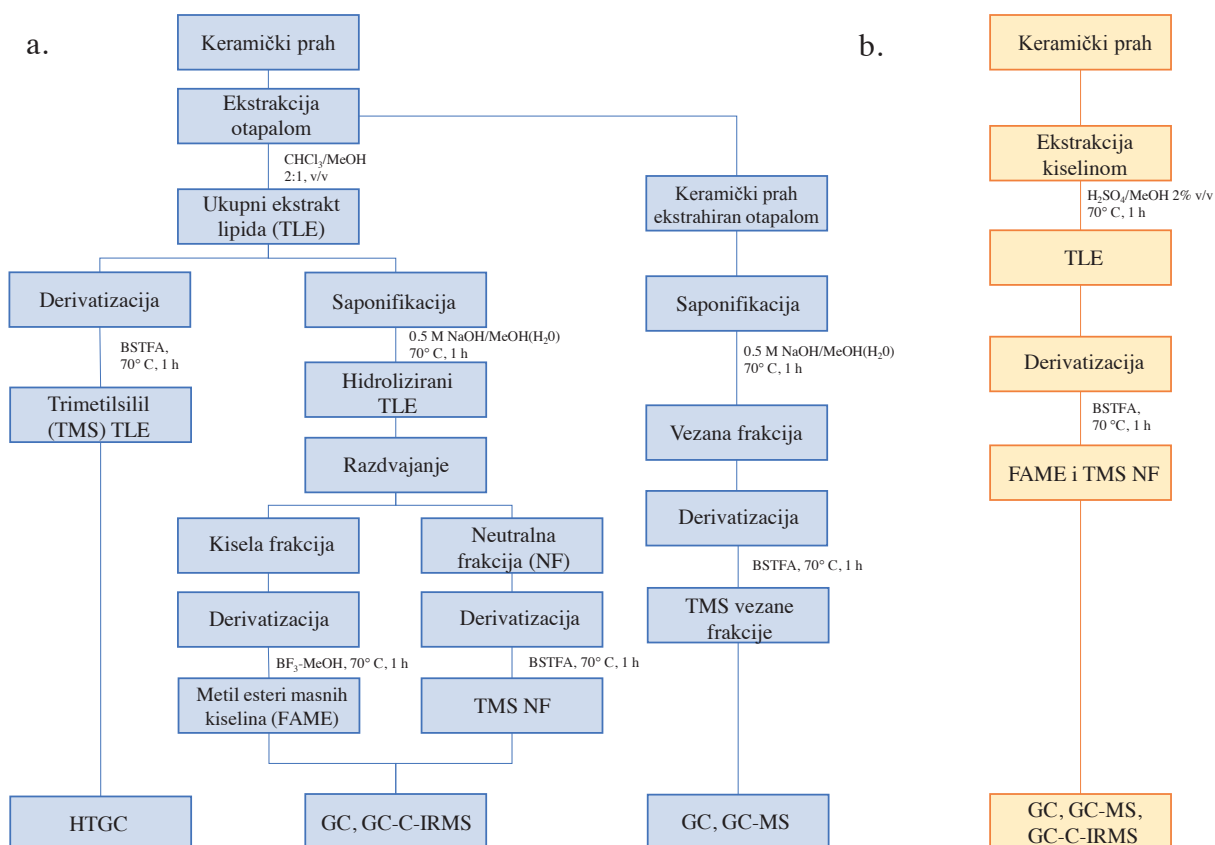 a.
Keramički prah
Ekstrakcija
otapalom
CHCl₃/MeOH
2:1, v/v
Ukupni ekstrakt
lipida (TLE)
Derivatizacija
BSTFA,
70° C, 1 h
Trimetilsilil
(TMS) TLE
HTGC
Saponifikacija
0.5 M NaOH/MeOH(H₂0)
70° C, 1 h
Hidrolizirani
TLE
Razdvajanje
Kisela frakcija
Derivatizacija
BF₃-MeOH, 70° C, 1 h
Metil esteri masnih
kiselina (FAME)
Neutralna
frakcija (NF)
Derivatizacija
BSTFA, 70° C, 1 h
TMS NF
GC, GC-C-IRMS
Keramički prah
ekstrahiran otapalom
Saponifikacija
0.5 M NaOH/MeOH(H₂0)
70° C, 1 h
Vezana frakcija
Derivatizacija
BSTFA, 70° C, 1 h
TMS vezane
frakcije
GC, GC-MS
b.
Keramički prah
Ekstrakcija
kiselinom
H₂SO₄/MeOH 2% v/v
70° C, 1 h
TLE
Derivatizacija
BSTFA,
70 °C, 1 h
FAME i TMS NF
GC, GC-MS,
GC-C-IRMS